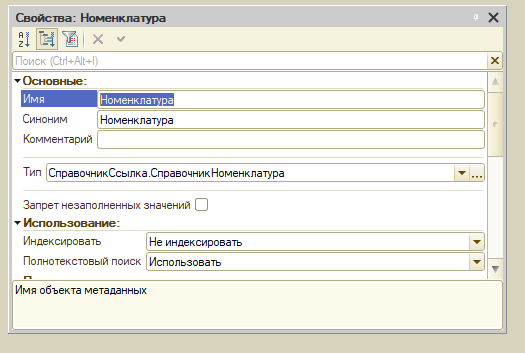 Свойства: Номенклатура
Поиск (Ctrl+Alt+I)
Основные:
Имя Номенклатура
Синоним Номенклатура
Комментарий
Тип СправочникСсылка.СправочникНоменклатура
Запрет незаполненных значений
Использование:
Индексировать Не индексировать
Полнотекстовый поиск Использовать
Имя объекта метаданных